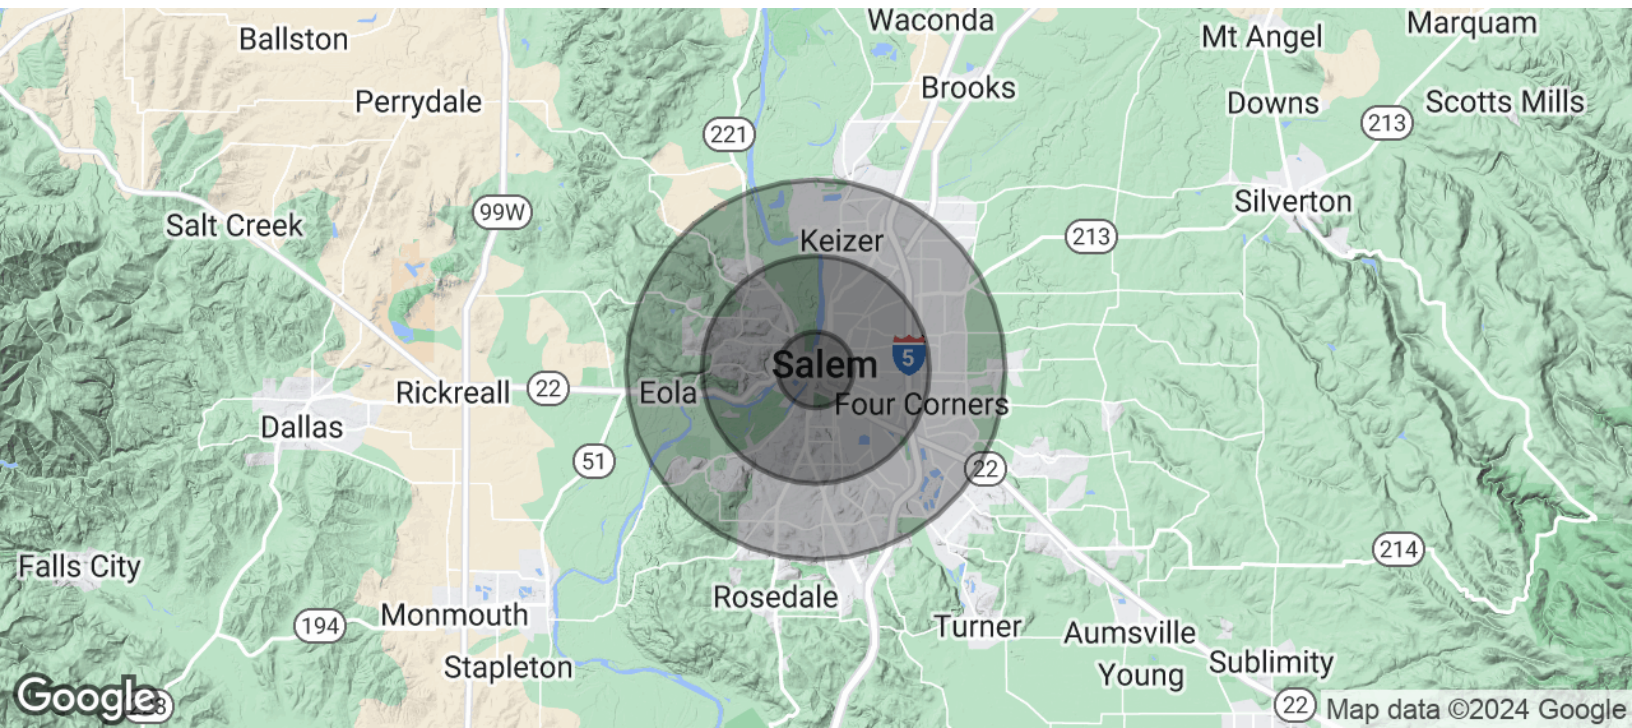 Waconda
Marquam
Ballston
Mt Angel
Brooks
Perrydale
Downs
Scotts Mills
213
221
Silverton
99W
Salt Creek
213
Keizer
5
Salem
22
Rickreall
Eola
Four Corners
Dallas
51
22
214
Falls City
Rosedale
Monmouth
194
Turner
Aumsville
Stapleton
Sublimity
Young
Google
22
Map data ©2024 Google